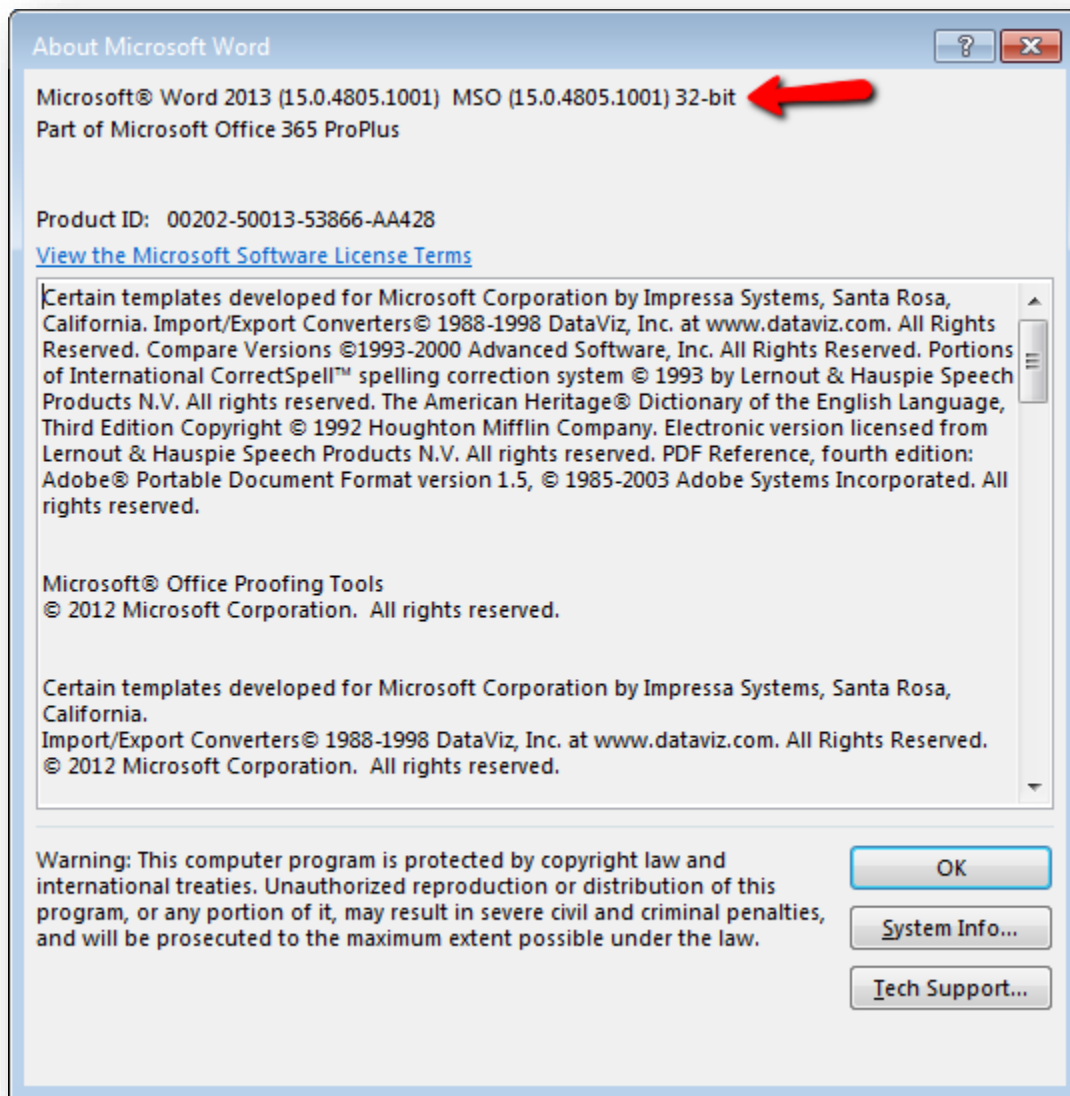 About Microsoft Word
Microsoft® Word 2013 (15.0.4805.1001)  MSO (15.0.4805.1001) 32-bit
Part of Microsoft Office 365 ProPlus
Product ID:   00202-50013-53866-AA428
View the Microsoft Software License Terms
Certain templates developed for Microsoft Corporation by Impressa Systems, Santa Rosa,
California. Import/Export Converters© 1988-1998 DataViz, Inc. at www.dataviz.com. All Rights
Reserved. Compare Versions ©1993-2000 Advanced Software, Inc. All Rights Reserved. Portions
of International CorrectSpell™ spelling correction system © 1993 by Lernout & Hauspie Speech
Products N.V. All rights reserved. The American Heritage® Dictionary of the English Language,
Third Edition Copyright © 1992 Houghton Mifflin Company. Electronic version licensed from
Lernout & Hauspie Speech Products N.V. All rights reserved. PDF Reference, fourth edition:
Adobe® Portable Document Format version 1.5, © 1985-2003 Adobe Systems Incorporated. All
rights reserved.
Microsoft® Office Proofing Tools
© 2012 Microsoft Corporation.  All rights reserved.
Certain templates developed for Microsoft Corporation by Impressa Systems, Santa Rosa,
California.
Import/Export Converters© 1988-1998 DataViz, Inc. at www.dataviz.com. All Rights Reserved.
© 2012 Microsoft Corporation.  All rights reserved.
Warning: This computer program is protected by copyright law and
international treaties. Unauthorized reproduction or distribution of this
program, or any portion of it, may result in severe civil and criminal penalties,
and will be prosecuted to the maximum extent possible under the law.
OK
System Info...
Tech Support...